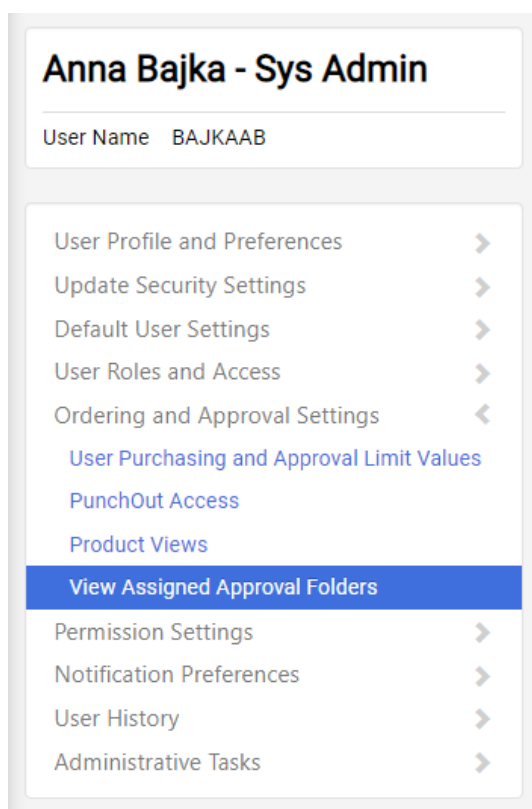 Anna Bajka - Sys Admin
User Name BAJKAAB
User Profile and Preferences
Update Security Settings
Default User Settings
User Roles and Access
Ordering and Approval Settings
User Purchasing and Approval Limit Values
PunchOut Access
Product Views
View Assigned Approval Folders
Permission Settings
Notification Preferences
User History
Administrative Tasks